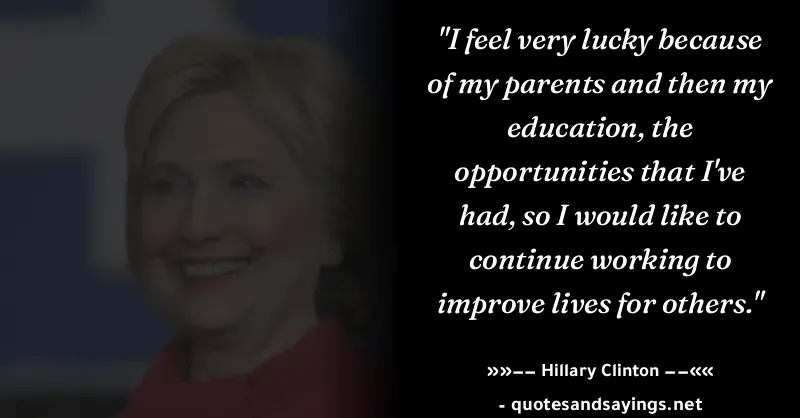 "I feel very lucky because
of my parents and then my
education, the
opportunities that I've
had, so I would like to
continue working to
improve lives for others."
»»–– Hillary Clinton ––««
- quotesandsayings.net